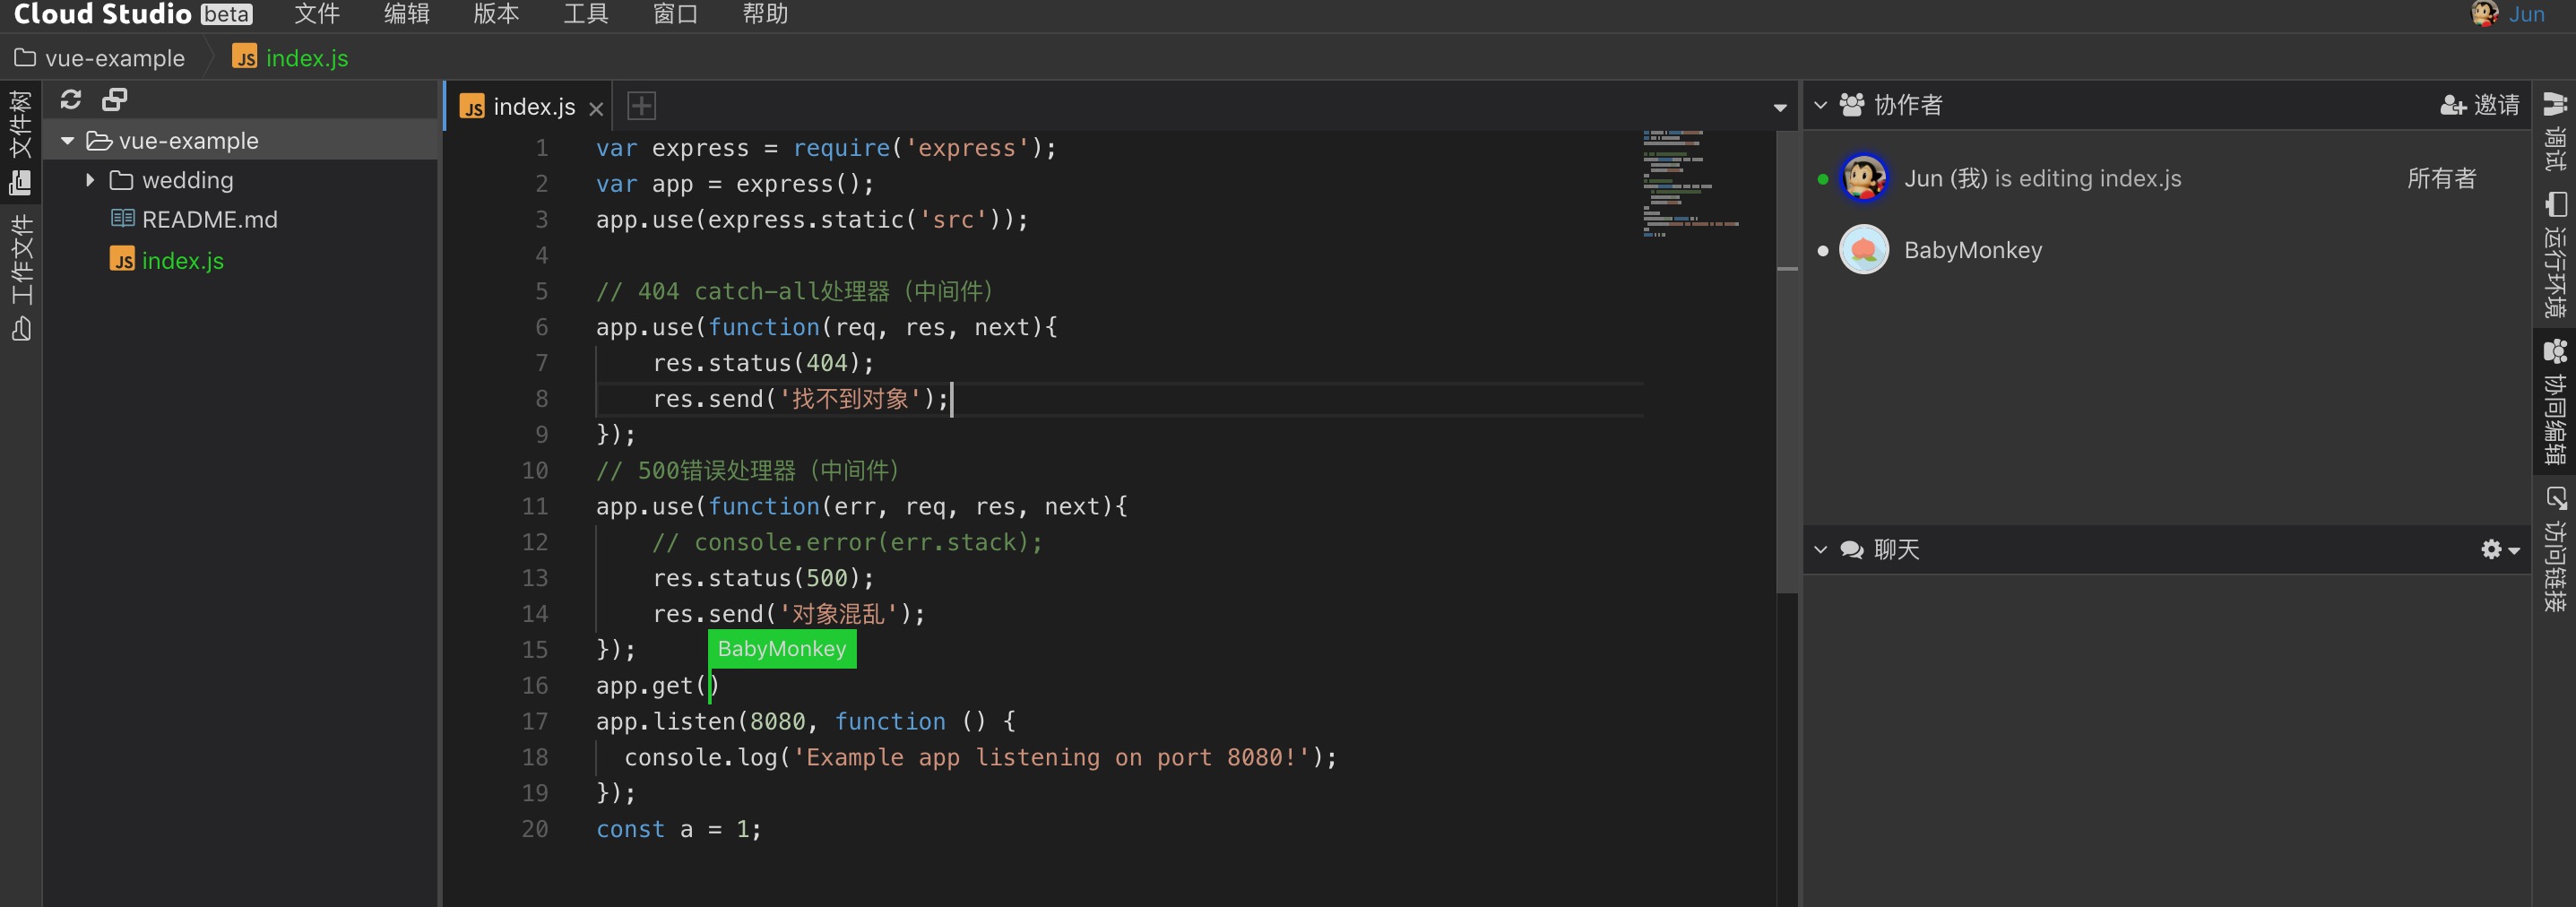 Cloud Studio beta 文件 编辑 版本 工具 窗口 帮助 Jun
vue-example JS index.js
文件树
工作文件
vue-example
wedding
README.md
JS index.js
JS index.js
1 var express = require('express');
2 var app = express();
3 app.use(express.static('src'));
4
5 // 404 catch-all处理器（中间件）
6 app.use(function(req, res, next){
7 res.status(404);
8 res.send('找不到对象');
9 });
10 // 500错误处理器（中间件）
11 app.use(function(err, req, res, next){
12 // console.error(err.stack);
13 res.status(500);
14 res.send('对象混乱');
15 });
BabyMonkey
16 app.get()
17 app.listen(8080, function () {
18 console.log('Example app listening on port 8080!');
19 });
20 const a = 1;
协作者 邀请
Jun (我) is editing index.js 所有者
BabyMonkey
聊天
调试
运行环境
协同编辑
访问链接